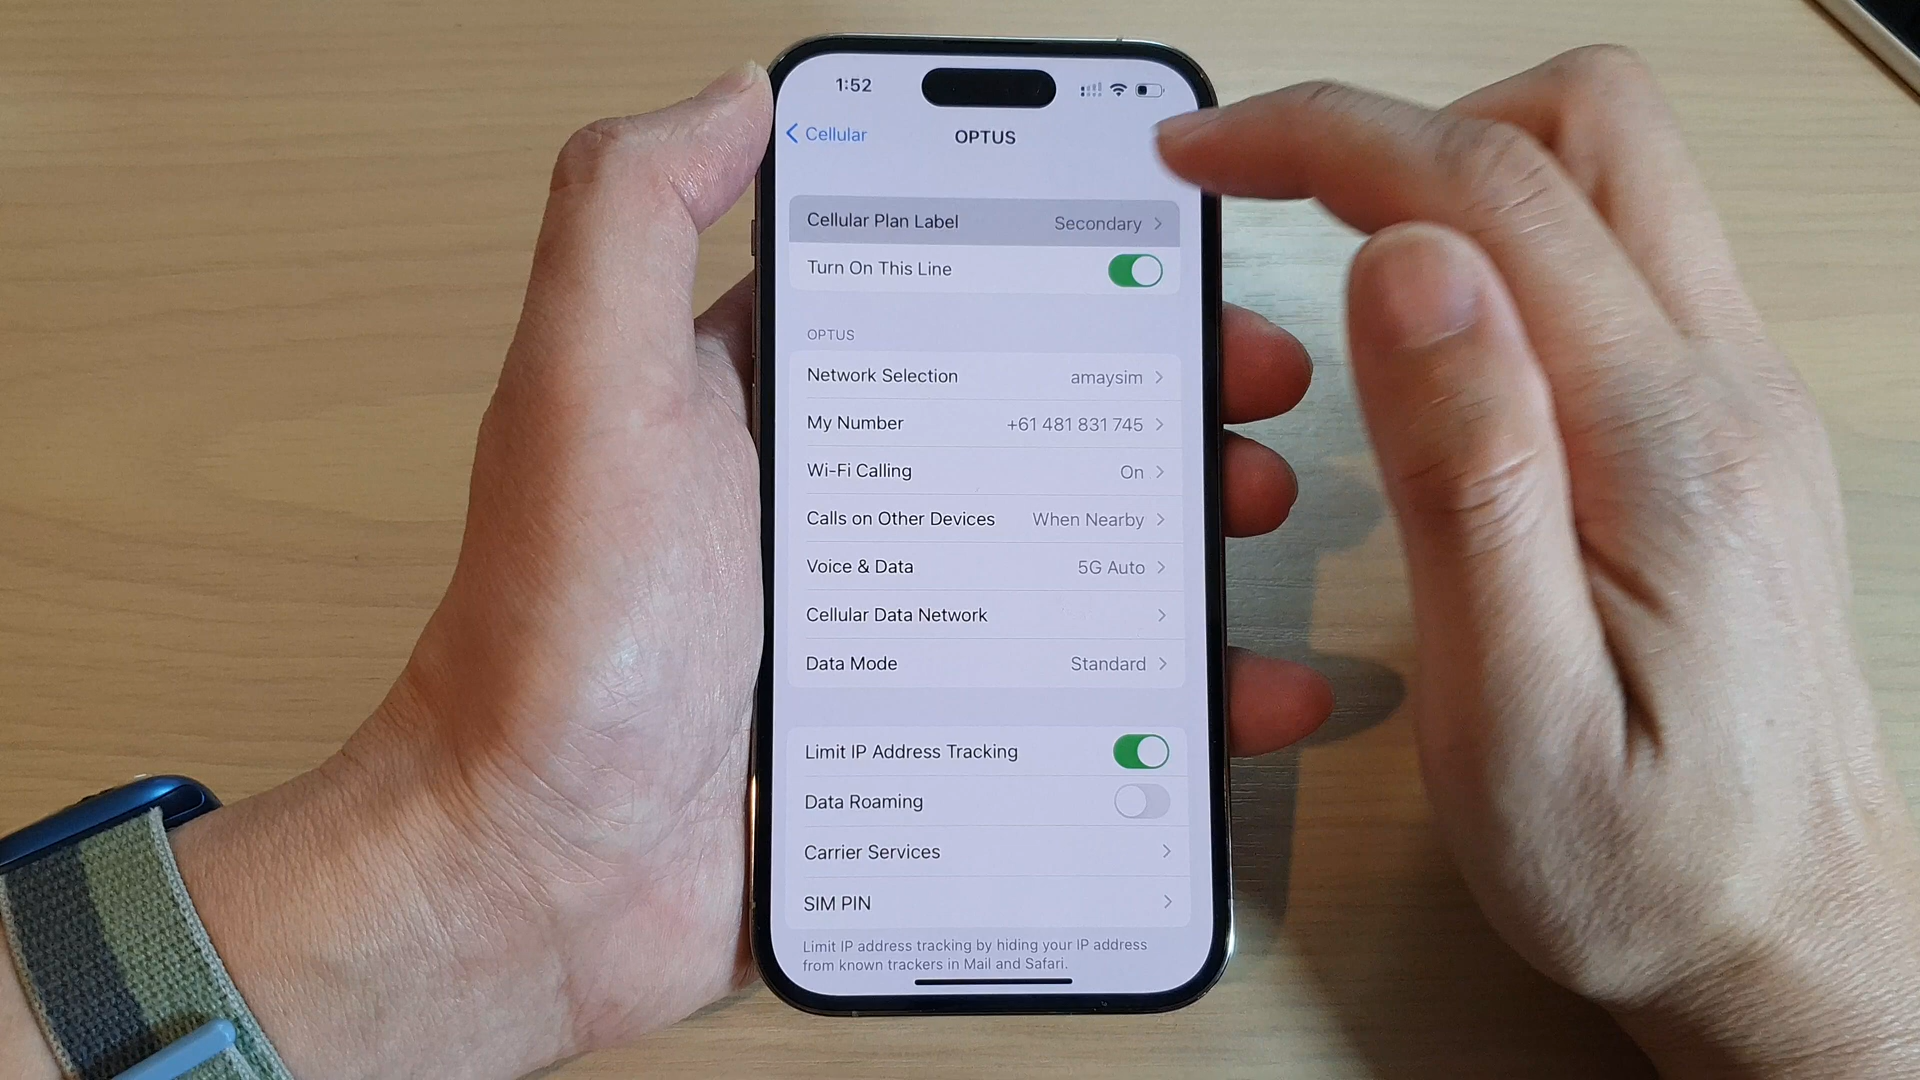 1:52
Cellular
OPTUS
Cellular Plan Label Secondary
Turn On This Line
OPTUS
Network Selection amaysim
My Number +61 481 831 745
Wi-Fi Calling On
Calls on Other Devices When Nearby
Voice & Data 5G Auto
Cellular Data Network
Data Mode Standard
Limit IP Address Tracking
Data Roaming
Carrier Services
SIM PIN
Limit IP address tracking by hiding your IP address
from known trackers in Mail and Safari.